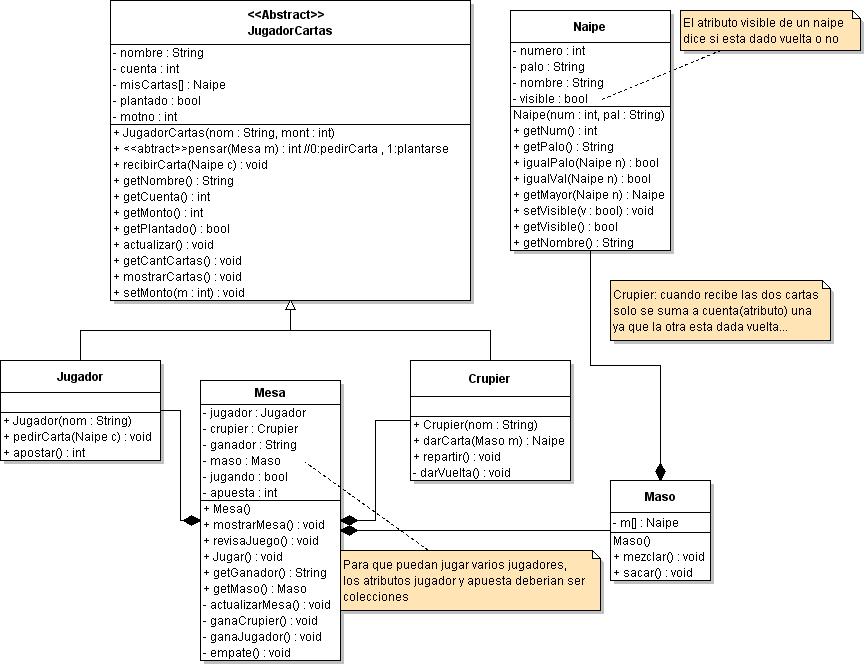 <<Abstract>>
JugadorCartas
- nombre : String
- cuenta : int
- misCartas[] : Naipe
- plantado : bool
- motno : int
+ JugadorCartas(nom : String, mont : int)
+ <<abtract>>pensar(Mesa m) : int //0:pedirCarta , 1:plantarse
+ recibirCarta(Naipe c) : void
+ getNombre() : String
+ getCuenta() : int
+ getMonto() : int
+ getPlantado() : bool
+ actualizar() : void
+ getCantCartas() : void
+ mostrarCartas() : void
+ setMonto(m : int) : void
Naipe
- numero : int
- palo : String
- nombre : String
- visible : bool
Naipe(num : int, pal : String)
+ getNum() : int
+ getPalo() : String
+ igualPalo(Naipe n) : bool
+ igualVal(Naipe n) : bool
+ getMayor(Naipe n) : Naipe
+ setVisible(v : bool) : void
+ getVisible() : bool
+ getNombre() : String
El atributo visible de un naipe
dice si esta dado vuelta o no
Crupier: cuando recibe las dos cartas
solo se suma a cuenta(atributo) una
ya que la otra esta dada vuelta...
Jugador
+ Jugador(nom : String)
+ pedirCarta(Naipe c) : void
+ apostar() : int
Mesa
- jugador : Jugador
- crupier : Crupier
- ganador : String
- maso : Maso
- jugando : bool
- apuesta : int
+ Mesa()
+ mostrarMesa() : void
+ revisaJuego() : void
+ Jugar() : void
+ getGanador() : String
+ getMaso() : Maso
- actualizarMesa() : void
- ganaCrupier() : void
- ganaJugador() : void
- empate() : void
Crupier
+ Crupier(nom : String)
+ darCarta(Maso m) : Naipe
+ repartir() : void
- darVuelta() : void
Maso
- m[] : Naipe
Maso()
+ mezclar() : void
+ sacar() : void
Para que puedan jugar varios jugadores,
los atributos jugador y apuesta deberian ser
colecciones